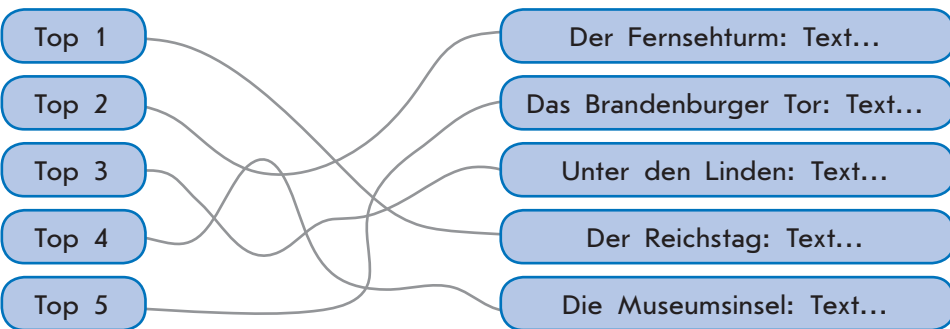 Top 1
Der Fernsehturm: Text...
Top 2
Das Brandenburger Tor: Text...
Top 3
Unter den Linden: Text...
Top 4
Der Reichstag: Text...
Top 5
Die Museumsinsel: Text...